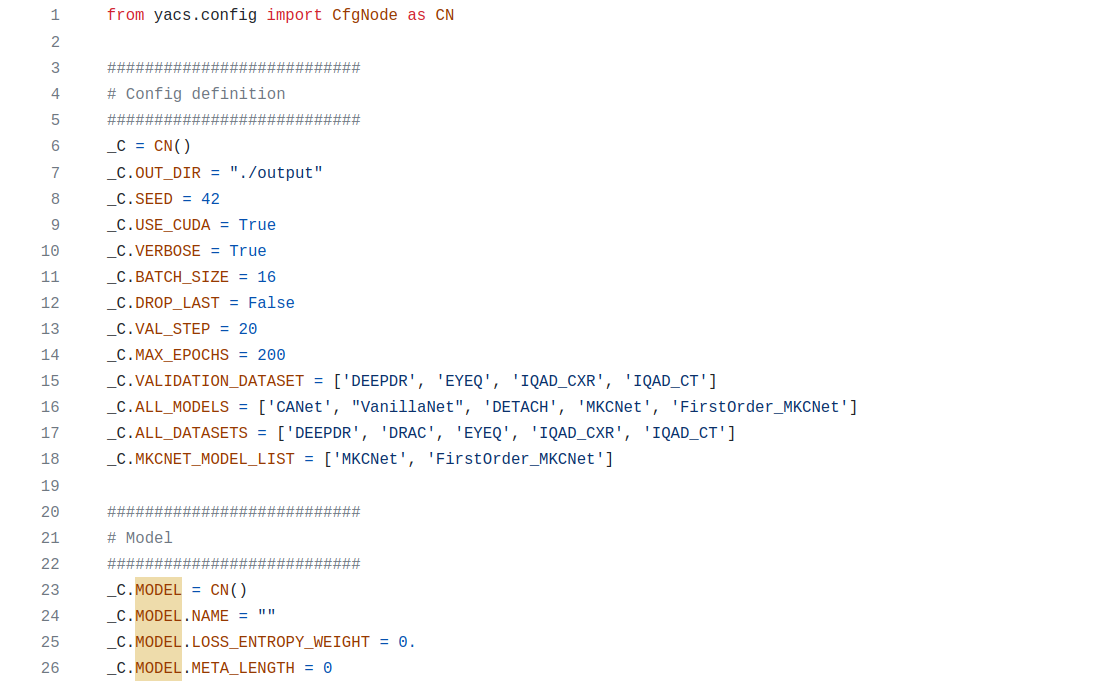 1 from yacs.config import CfgNode as CN
2
3 ###########################
4 # Config definition
5 ###########################
6 _C = CN()
7 _C.OUT_DIR = "./output"
8 _C.SEED = 42
9 _C.USE_CUDA = True
10 _C.VERBOSE = True
11 _C.BATCH_SIZE = 16
12 _C.DROP_LAST = False
13 _C.VAL_STEP = 20
14 _C.MAX_EPOCHS = 200
15 _C.VALIDATION_DATASET = ['DEEPDR', 'EYEQ', 'IQAD_CXR', 'IQAD_CT']
16 _C.ALL_MODELS = ['CANet', "VanillaNet", 'DETACH', 'MKCNet', 'FirstOrder_MKCNet']
17 _C.ALL_DATASETS = ['DEEPDR', 'DRAC', 'EYEQ', 'IQAD_CXR', 'IQAD_CT']
18 _C.MKCNET_MODEL_LIST = ['MKCNet', 'FirstOrder_MKCNet']
19
20 ###########################
21 # Model
22 ###########################
23 _C.MODEL = CN()
24 _C.MODEL.NAME = ""
25 _C.MODEL.LOSS_ENTROPY_WEIGHT = 0.
26 _C.MODEL.META_LENGTH = 0